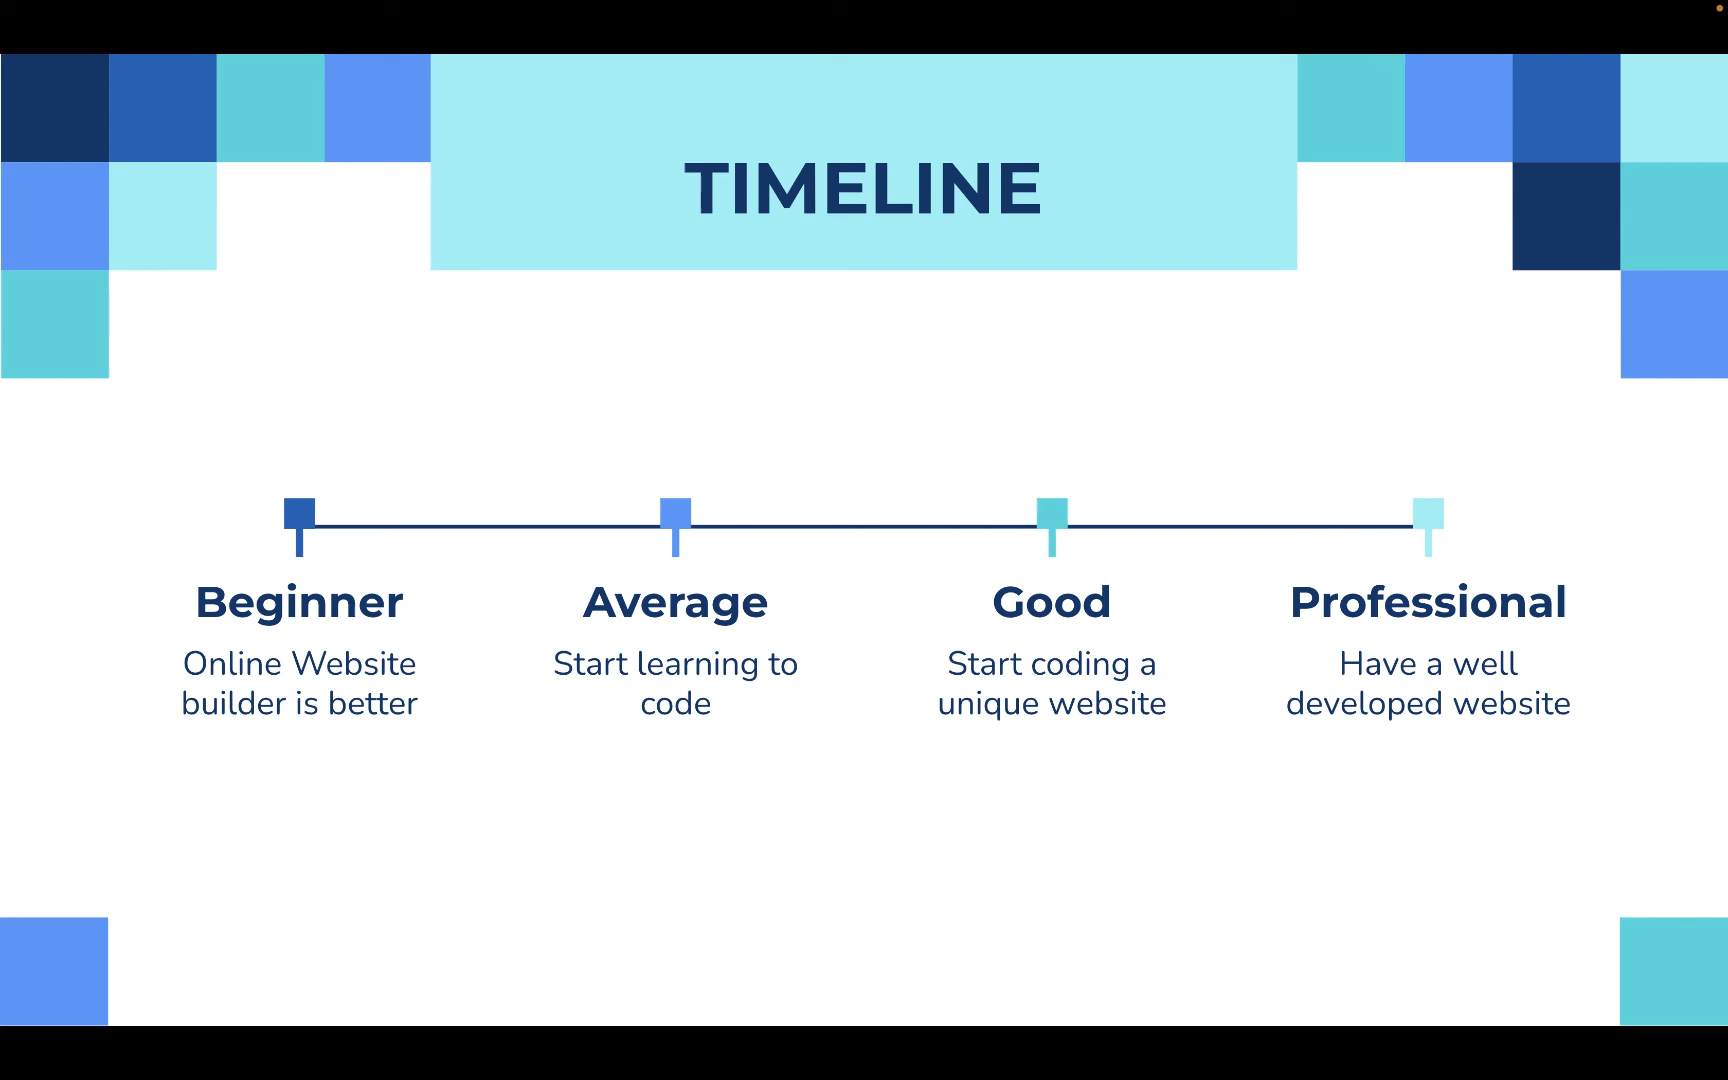 TIMELINE
Beginner
Online Website
builder is better
Average
Start learning to
code
Good
Start coding a
unique website
Professional
Have a well
developed website